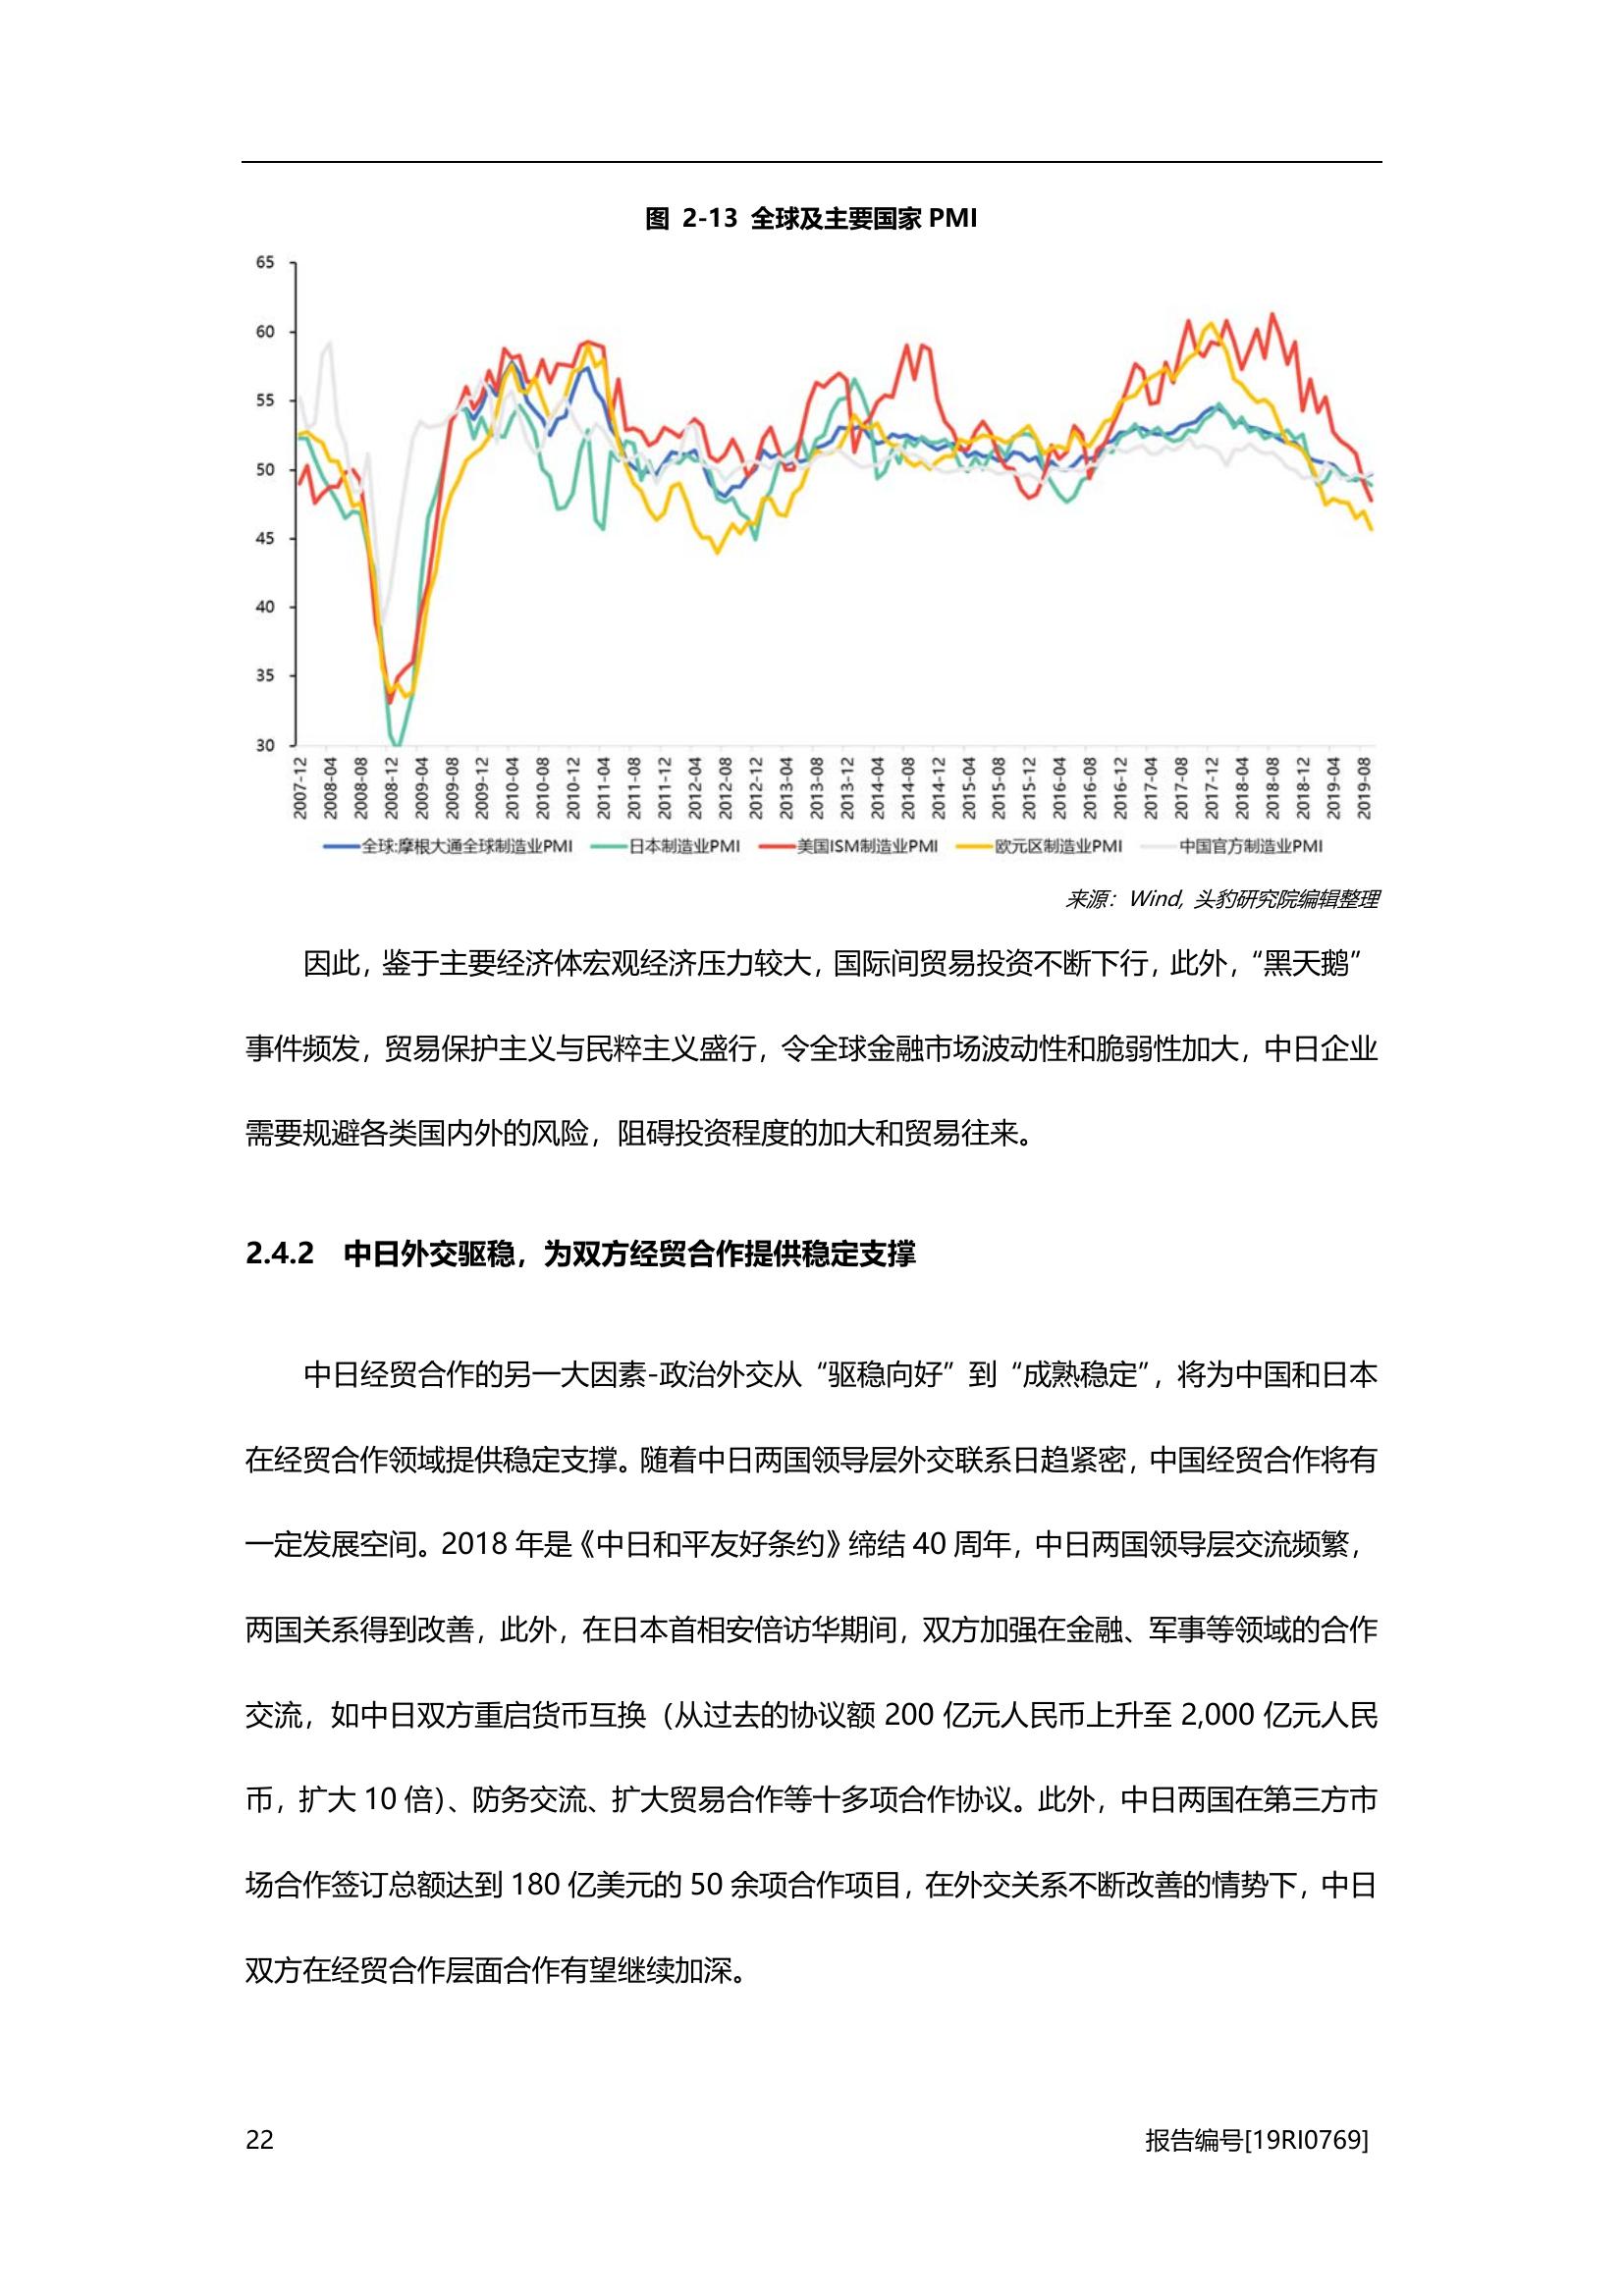 图 2-13 全球及主要国家 PMI
65
60
55
50
45
40
35
30
2007-12
2008-04
2008-08
2008-12
2009-04
2009-08
2009-12
2010-04
2010-08
2010-12
2011-04
2011-08
2011-12
2012-04
2012-08
2012-12
2013-04
2013-08
2013-12
2014-04
2014-08
2014-12
2015-04
2015-08
2015-12
2016-04
2016-08
2016-12
2017-04
2017-08
2017-12
2018-04
2018-08
2018-12
2019-04
2019-08
全球:摩根大通全球制造业PMI 日本制造业PMI 美国ISM制造业PMI 欧元区制造业PMI 中国官方制造业PMI
来源：Wind, 头豹研究院编辑整理
因此，鉴于主要经济体宏观经济压力较大，国际间贸易投资不断下行，此外，“黑天鹅”
事件频发，贸易保护主义与民粹主义盛行，令全球金融市场波动性和脆弱性加大，中日企业
需要规避各类国内外的风险，阻碍投资程度的加大和贸易往来。
2.4.2 中日外交驱稳，为双方经贸合作提供稳定支撑
中日经贸合作的另一大因素-政治外交从“驱稳向好”到“成熟稳定”，将为中国和日本
在经贸合作领域提供稳定支撑。随着中日两国领导层外交联系日趋紧密，中国经贸合作将有
一定发展空间。2018 年是《中日和平友好条约》缔结 40 周年，中日两国领导层交流频繁，
两国关系得到改善，此外，在日本首相安倍访华期间，双方加强在金融、军事等领域的合作
交流，如中日双方重启货币互换（从过去的协议额 200 亿元人民币上升至 2,000 亿元人民
币，扩大 10 倍）、防务交流、扩大贸易合作等十多项合作协议。此外，中日两国在第三方市
场合作签订总额达到 180 亿美元的 50 余项合作项目，在外交关系不断改善的情势下，中日
双方在经贸合作层面合作有望继续加深。
22
报告编号[19RI0769]